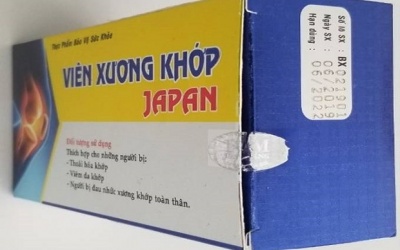 Thực Phẩm Bảo Vệ Sức Khỏe
VIÊN XƯƠNG KHỚP
JAPAN
Đối tượng sử dụng
Thích hợp cho những người bị:
- Thoái hóa khớp
- Viêm đa khớp
- Người bị đau nhức xương khớp toàn thân.
Số lô SX: BX 021901
Ngày SX: 06/2019
Hạn dùng: 06/2022